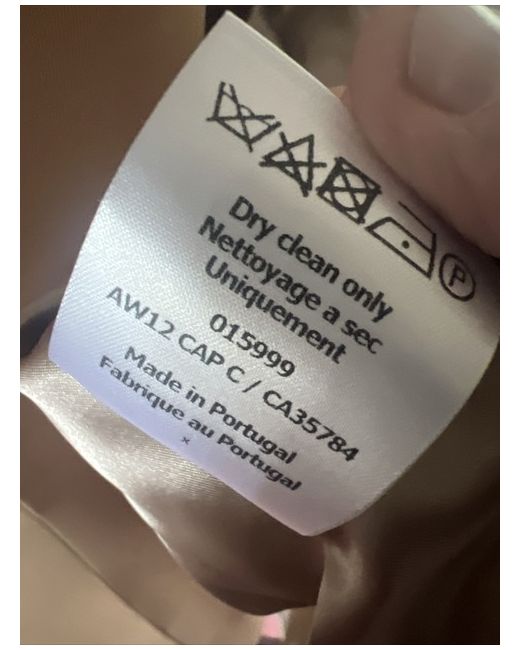 P
Dry clean only
Nettoyage a sec
Uniquement
015999
AW12 CAP C / CA35784
Made in Portugal
Fabrique au Portugal
x